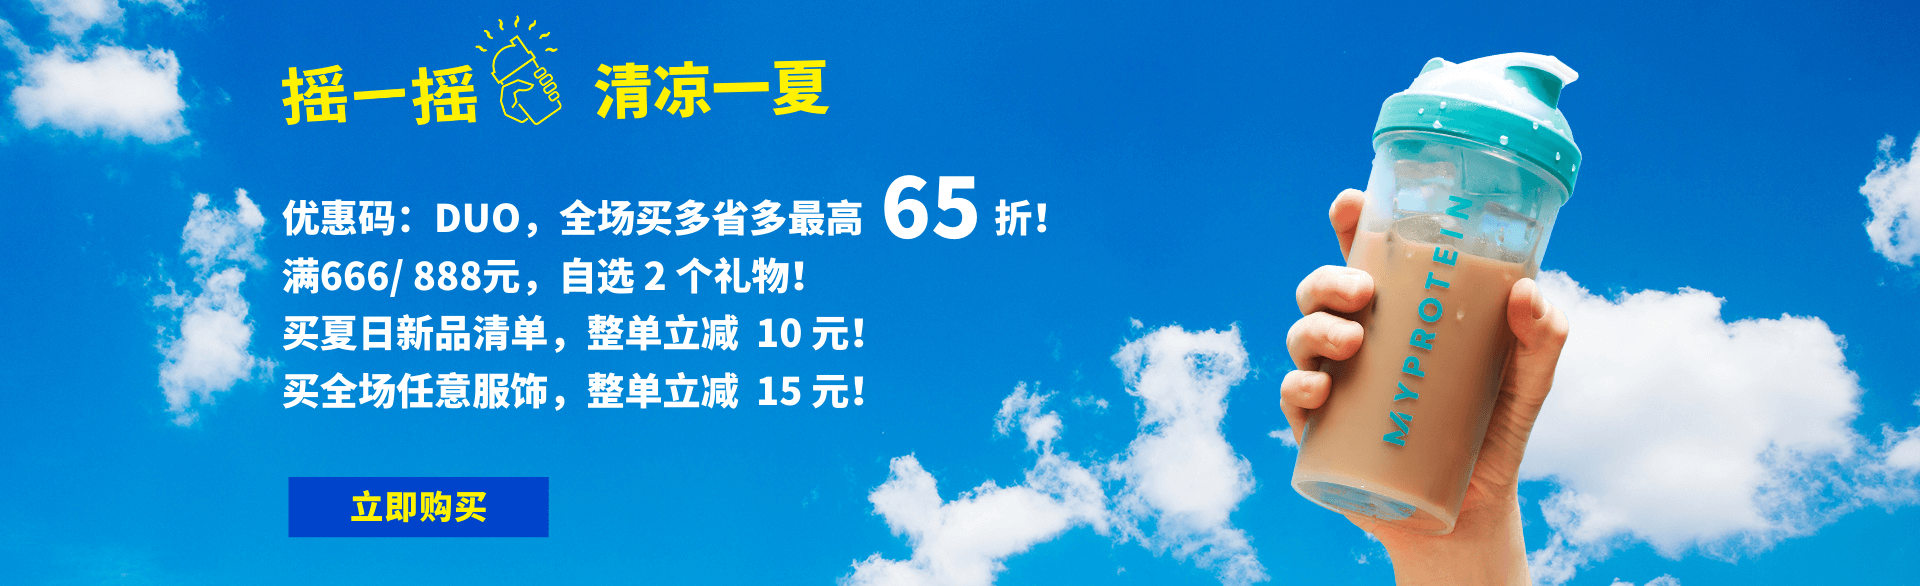 摇一摇 清凉一夏
优惠码：DUO，全场买多省多最高 65 折！
满666/ 888元，自选 2 个礼物！
买夏日新品清单，整单立减 10 元！
买全场任意服饰，整单立减 15 元！
立即购买
MYPROTEIN